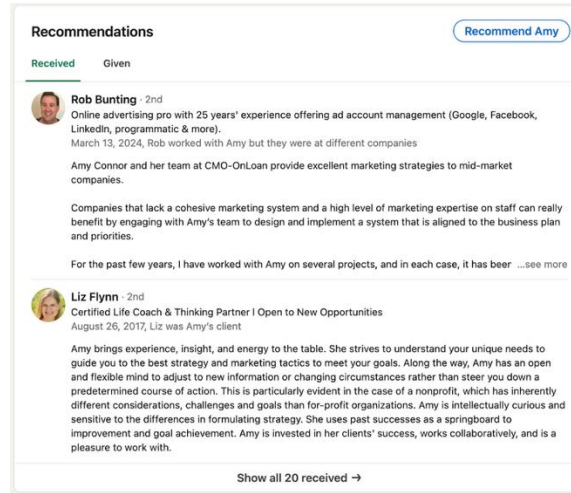 Recommendations
Recommend Amy
Received Given
Rob Bunting · 2nd
Online advertising pro with 25 years' experience offering ad account management (Google, Facebook,
LinkedIn, programmatic & more).
March 13, 2024, Rob worked with Amy but they were at different companies
Amy Connor and her team at CMO-OnLoan provide excellent marketing strategies to mid-market
companies.
Companies that lack a cohesive marketing system and a high level of marketing expertise on staff can really
benefit by engaging with Amy's team to design and implement a system that is aligned to the business plan
and priorities.
For the past few years, I have worked with Amy on several projects, and in each case, it has beer ...see more
Liz Flynn · 2nd
Certified Life Coach & Thinking Partner l Open to New Opportunities
August 26, 2017, Liz was Amy's client
Amy brings experience, insight, and energy to the table. She strives to understand your unique needs to
guide you to the best strategy and marketing tactics to meet your goals. Along the way, Amy has an open
and flexible mind to adjust to new information or changing circumstances rather than steer you down a
predetermined course of action. This is particularly evident in the case of a nonprofit, which has inherently
different considerations, challenges and goals than for-profit organizations. Amy is intellectually curious and
sensitive to the differences in formulating strategy. She uses past successes as a springboard to
improvement and goal achievement. Amy is invested in her clients' success, works collaboratively, and is a
pleasure to work with.
Show all 20 received →